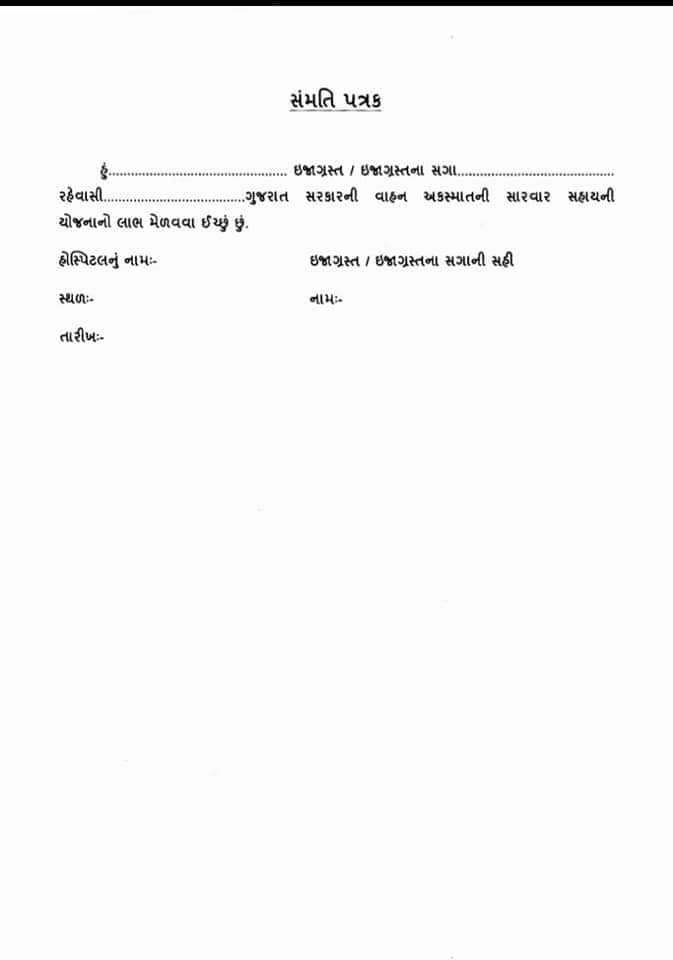 સંમતિ પત્રક
હું................................................ ઇજાગ્રસ્ત / ઇજાગ્રસ્તના સગા..........................................
રહેવાસી......................................ગુજરાત સરકારની વાહન અકસ્માતની સારવાર સહાયની
યોજનાનો લાભ મેળવવા ઈચ્છું છું.
હોસ્પિટલનું નામઃ- ઇજાગ્રસ્ત / ઇજાગ્રસ્તના સગાની સહી
સ્થળઃ- નામઃ-
તારીખઃ-